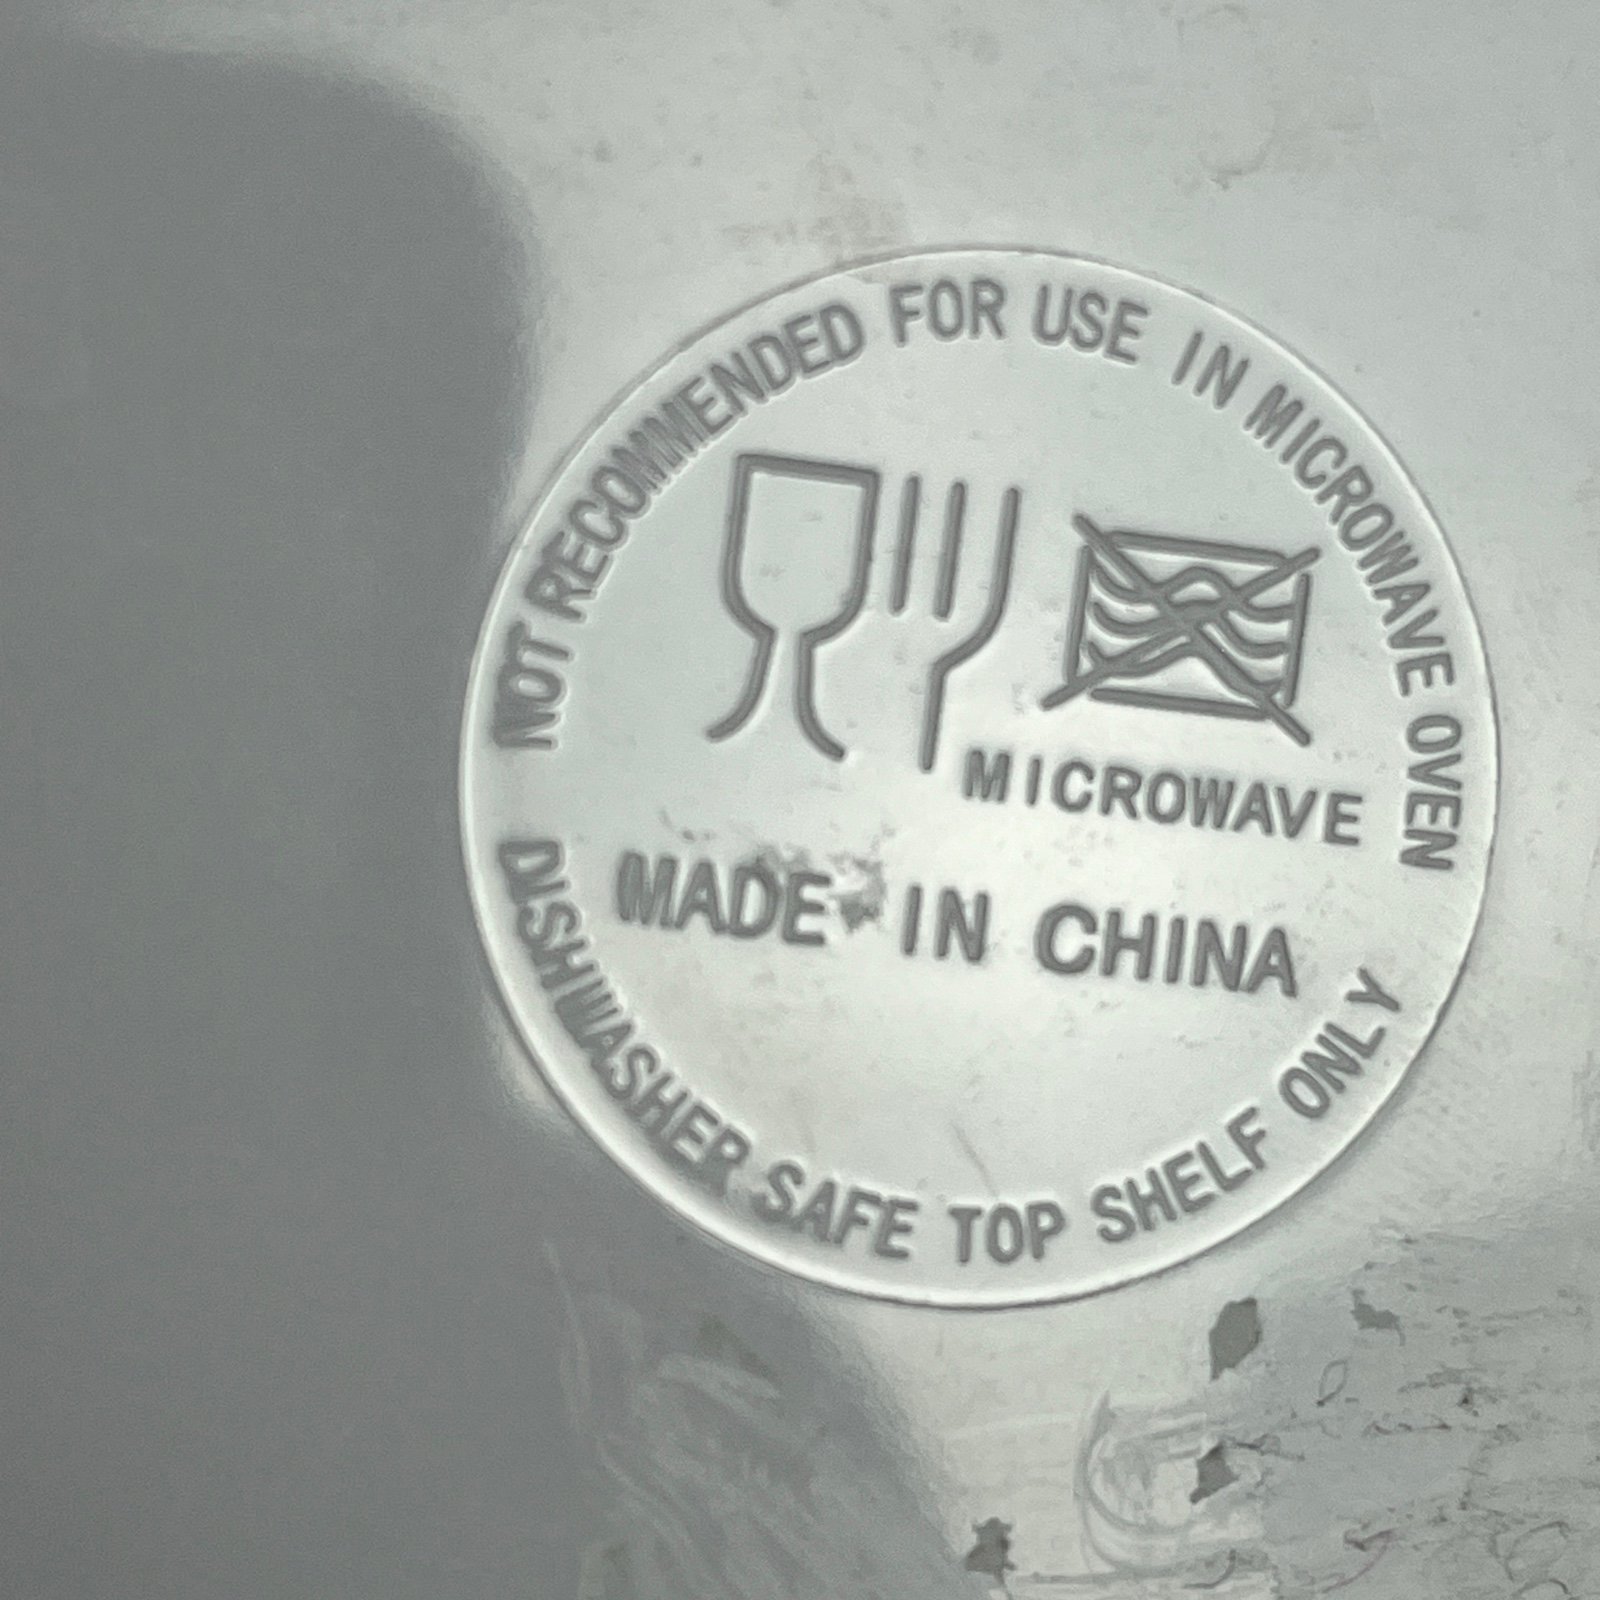 NOT RECOMMENDED FOR USE IN MICROWAVE OVEN
MICROWAVE
MADE IN CHINA
DISHWASHER SAFE TOP SHELF ONLY